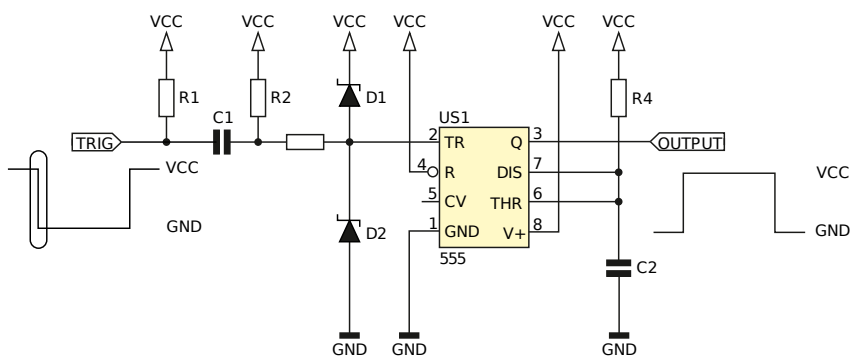 VCC VCC VCC VCC VCC VCC
R1 R2 D1 R4
C1
US1
TRIG 2 TR Q 3 OUTPUT
VCC 4 R DIS 7 VCC
5 CV THR 6
GND D2 1 GND V+ 8 GND
555 C2
GND GND GND